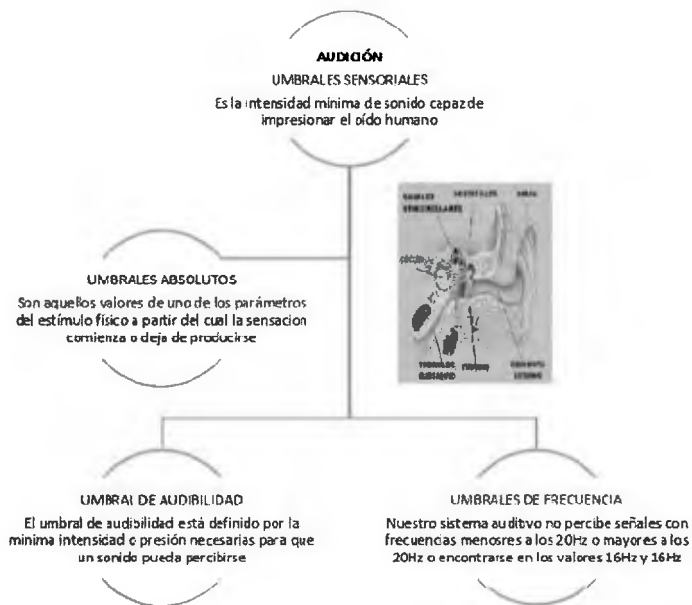 AUDICIÓN
UMBRALES SENSORIALES
Es la intensidad mínima de sonido capaz de
impresionar el oído humano
UMBRALES ABSOLUTOS
Son aquellos valores de uno de los parámetros
del estímulo físico a partir del cual la sensacion
comienza o deja de producirse
UMBRAL DE AUDIBILIDAD
El umbral de audibilidad está definido por la
minima intensidad o presión necesarias para que
un sonido pueda percibirse
UMBRALES DE FRECUENCIA
Nuestro sistema auditvo no percibe señales con
frecuencias menosres a los 20Hz o mayores a los
20Hz o encontrarse en los valores 16Hz y 16Hz